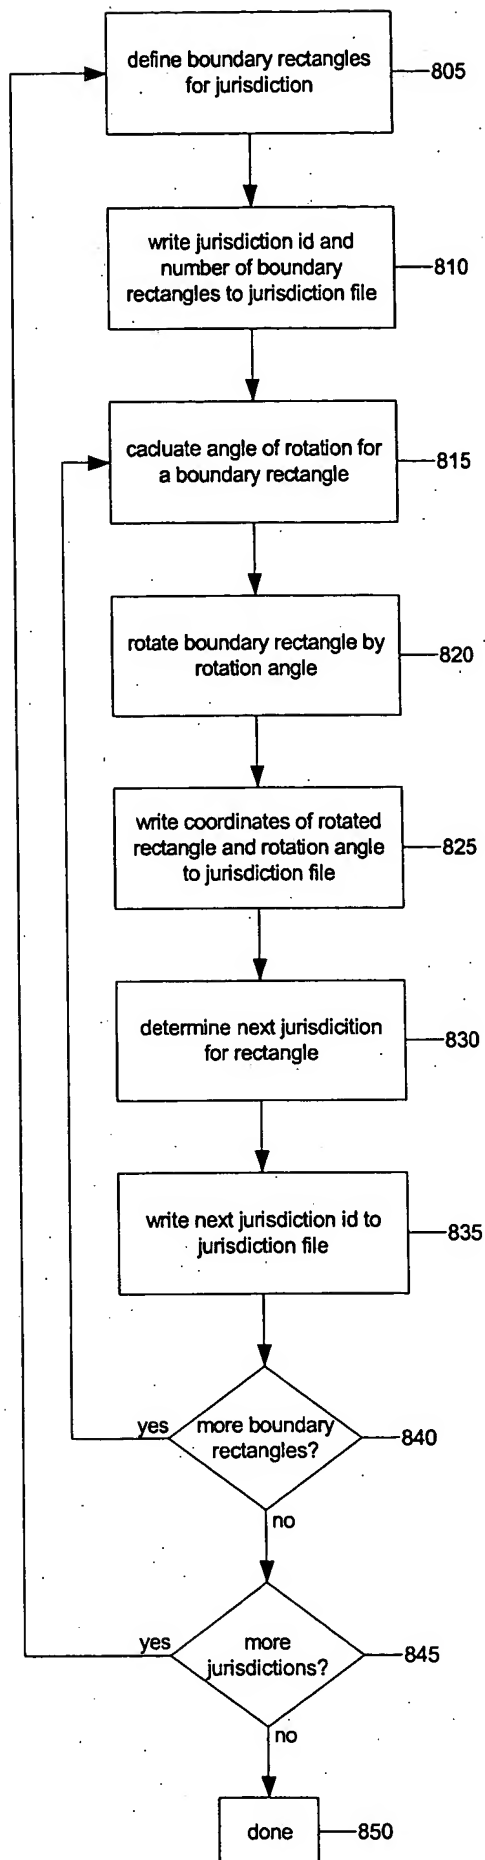 define boundary rectangles
for jurisdiction
805
write jurisdiction id and
number of boundary
rectangles to jurisdiction file
810
caduate angle of rotation for
a boundary rectangle
815
rotate boundary rectangle by
rotation angle
820
write coordinates of rotated
rectangle and rotation angle
to jurisdiction file
825
determine next jurisdicition
for rectangle
830
write next jurisdiction id to
jurisdiction file
835
yes
more boundary
rectangles?
840
no
yes
more
jurisdictions?
845
no
done
850